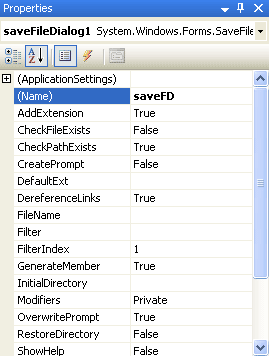 Properties
saveFileDialog1 System.Windows.Forms.SaveFile
(ApplicationSettings)
(Name) saveFD
AddExtension True
CheckFileExists False
CheckPathExists True
CreatePrompt False
DefaultExt
DereferenceLinks True
FileName
Filter
FilterIndex 1
GenerateMember True
InitialDirectory
Modifiers Private
OverwritePrompt True
RestoreDirectory False
ShowHelp False